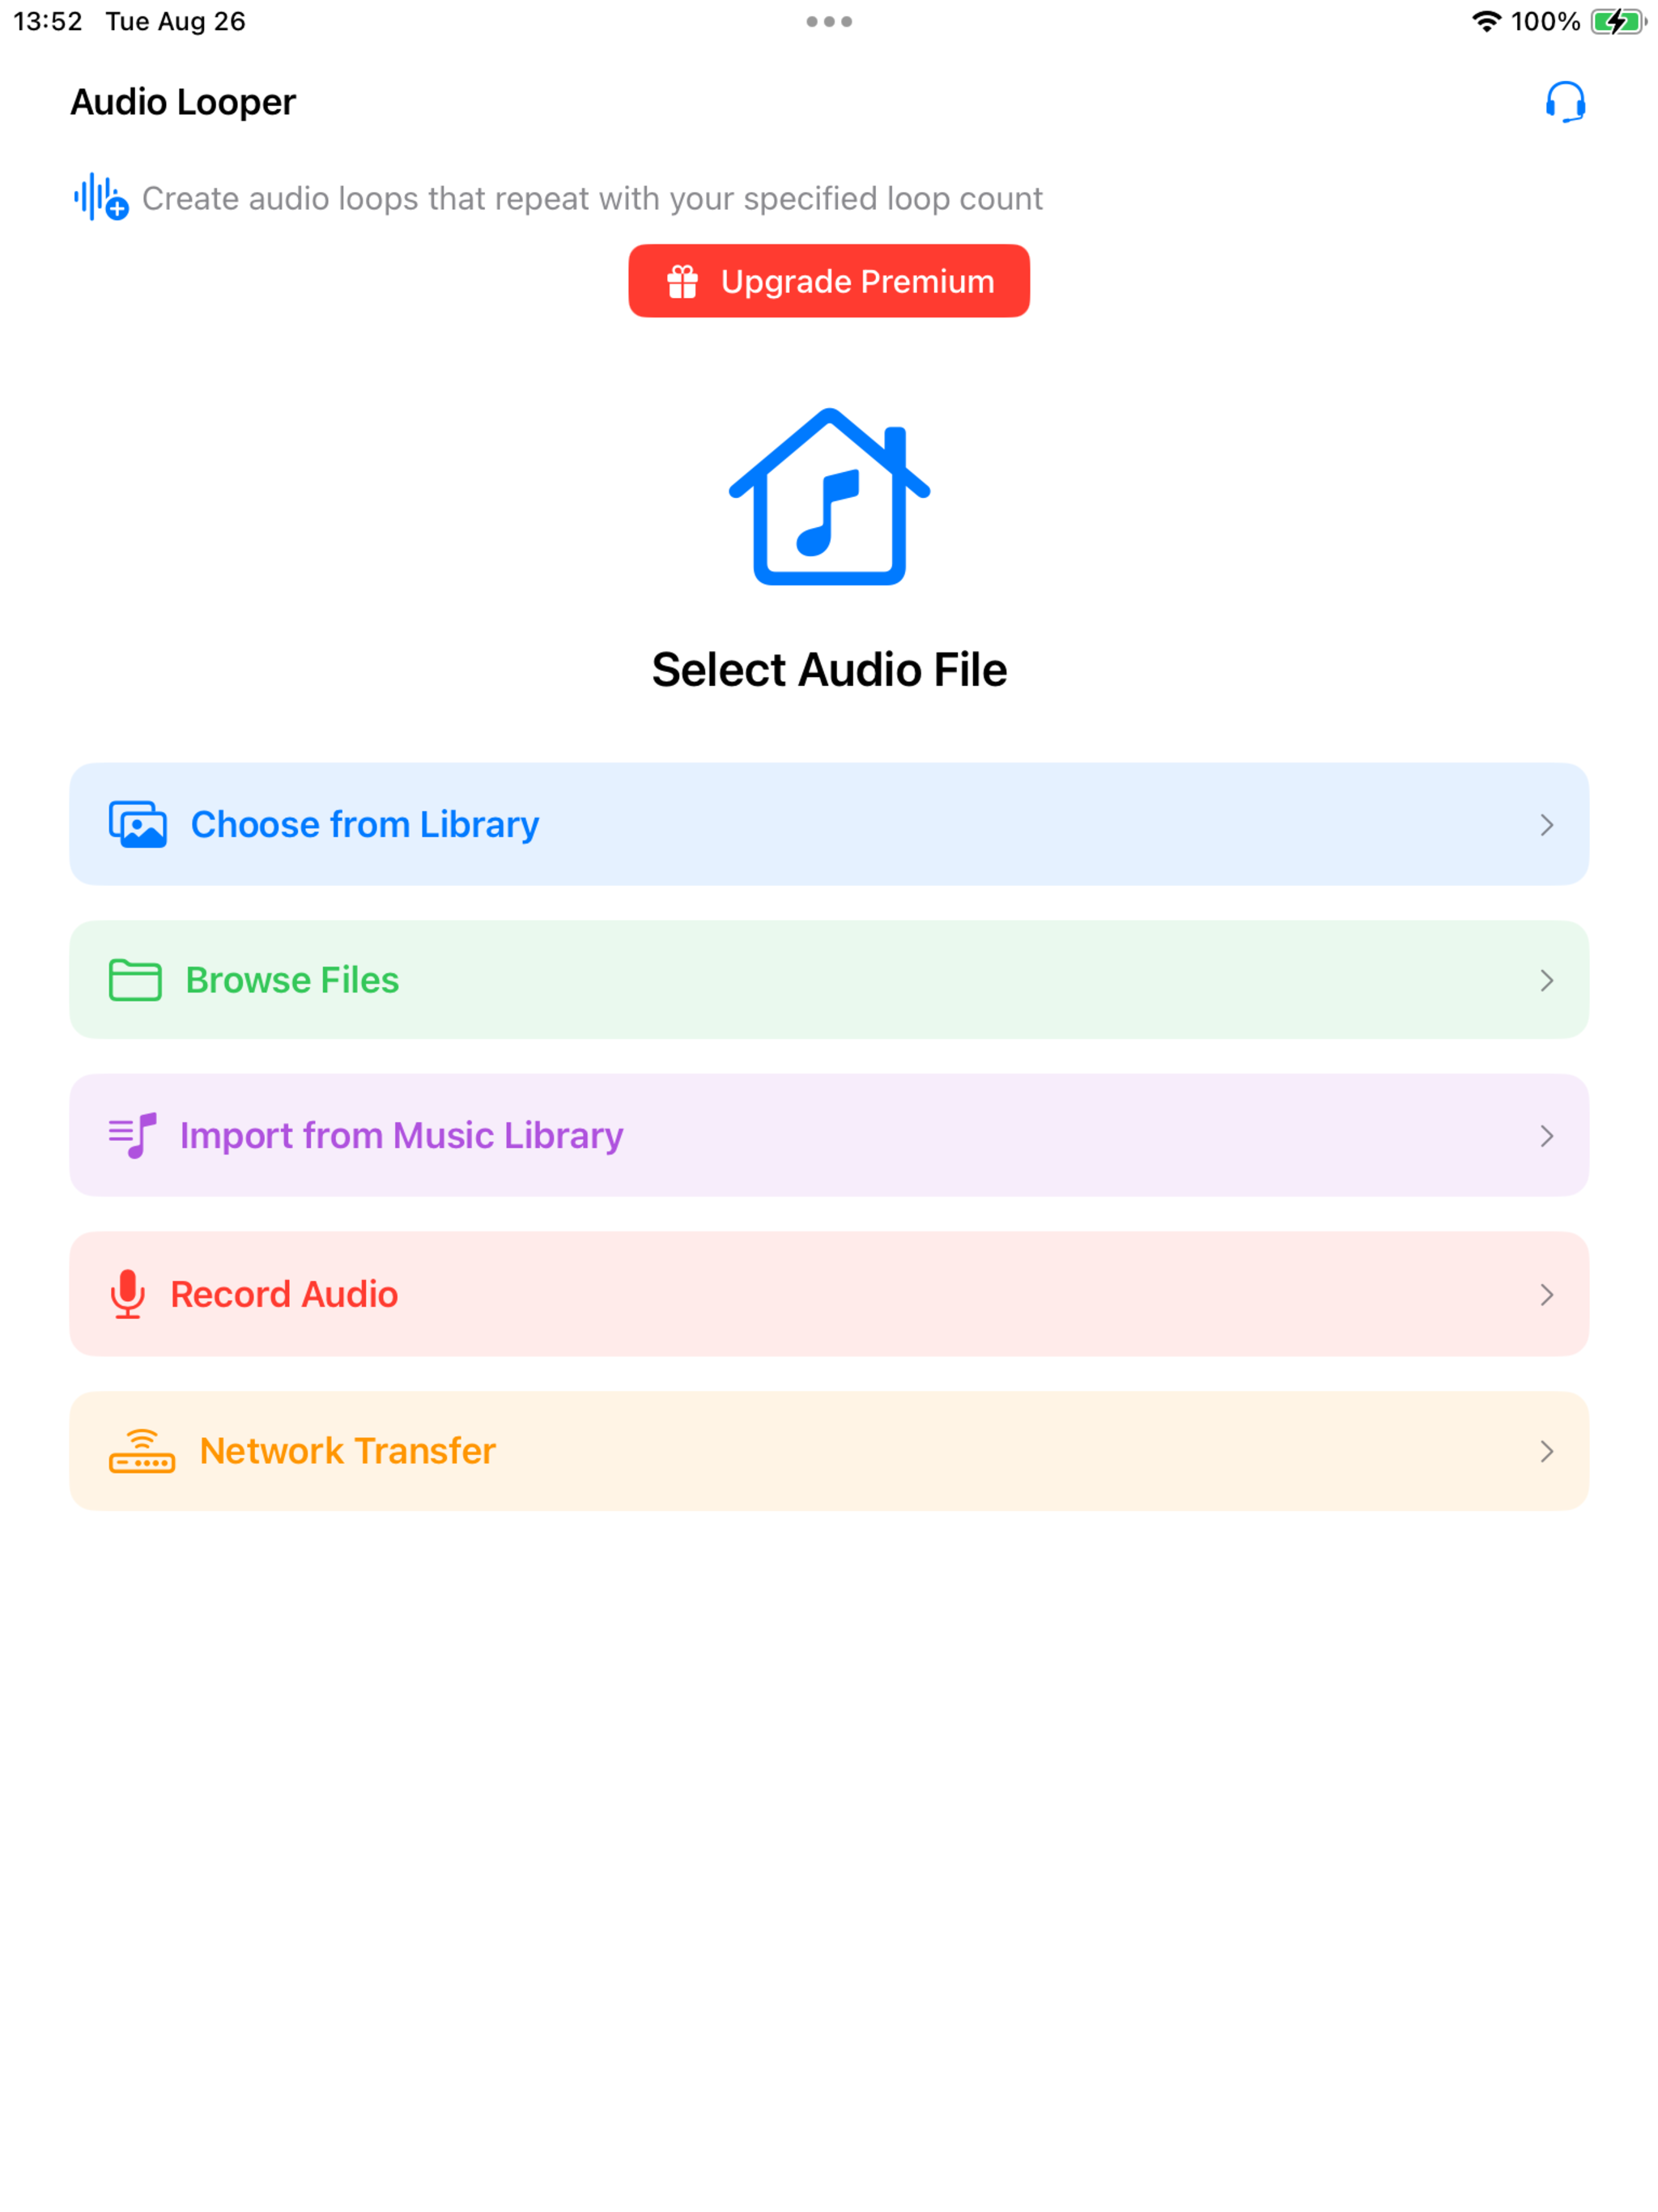 13:52 Tue Aug 26
100%
Audio Looper
Create audio loops that repeat with your specified loop count
Upgrade Premium
Select Audio File
Choose from Library
Browse Files
Import from Music Library
Record Audio
Network Transfer